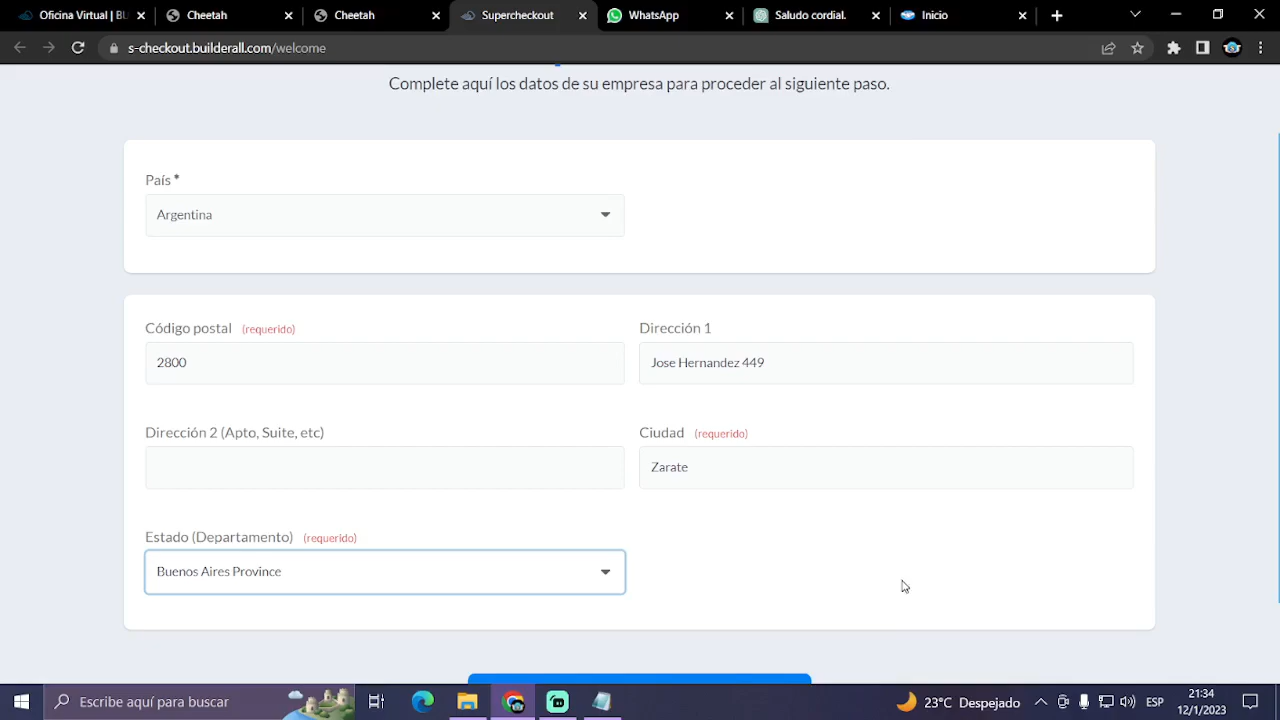 Oficina Virtual | BU
Cheetah
Cheetah
Supercheckout
WhatsApp
Saludo cordial.
Inicio
s-checkout.builderall.com/welcome
Complete aquí los datos de su empresa para proceder al siguiente paso.
País *
Argentina
Código postal (requerido)
Dirección 1
2800
Jose Hernandez 449
Dirección 2 (Apto, Suite, etc)
Ciudad (requerido)
Zarate
Estado (Departamento) (requerido)
Buenos Aires Province
Escribe aquí para buscar
23°C Despejado
ESP
21:34
12/1/2023